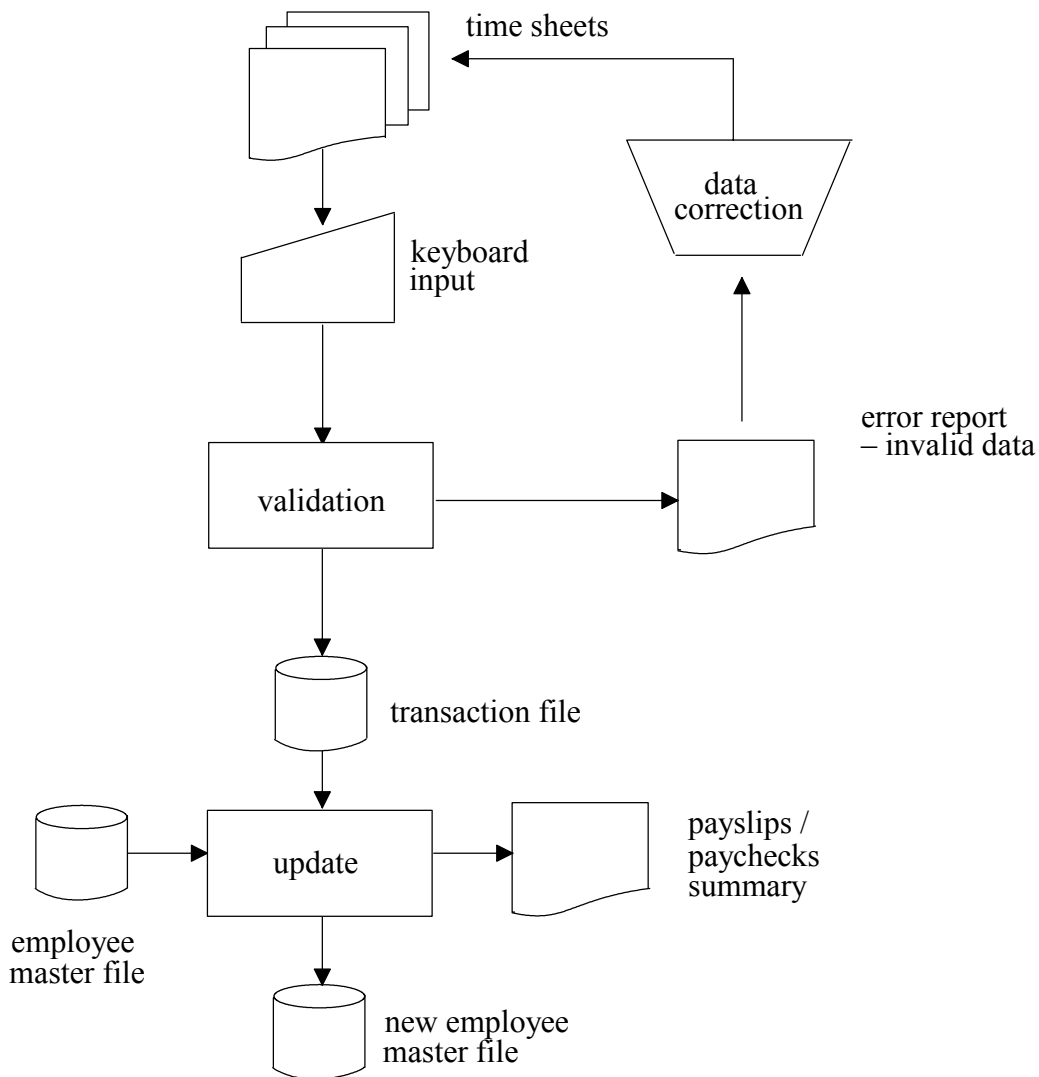 time sheets
data
correction
keyboard
input
error report
– invalid data
validation
transaction file
payslips /
paychecks
summary
update
employee
master file
new employee
master file